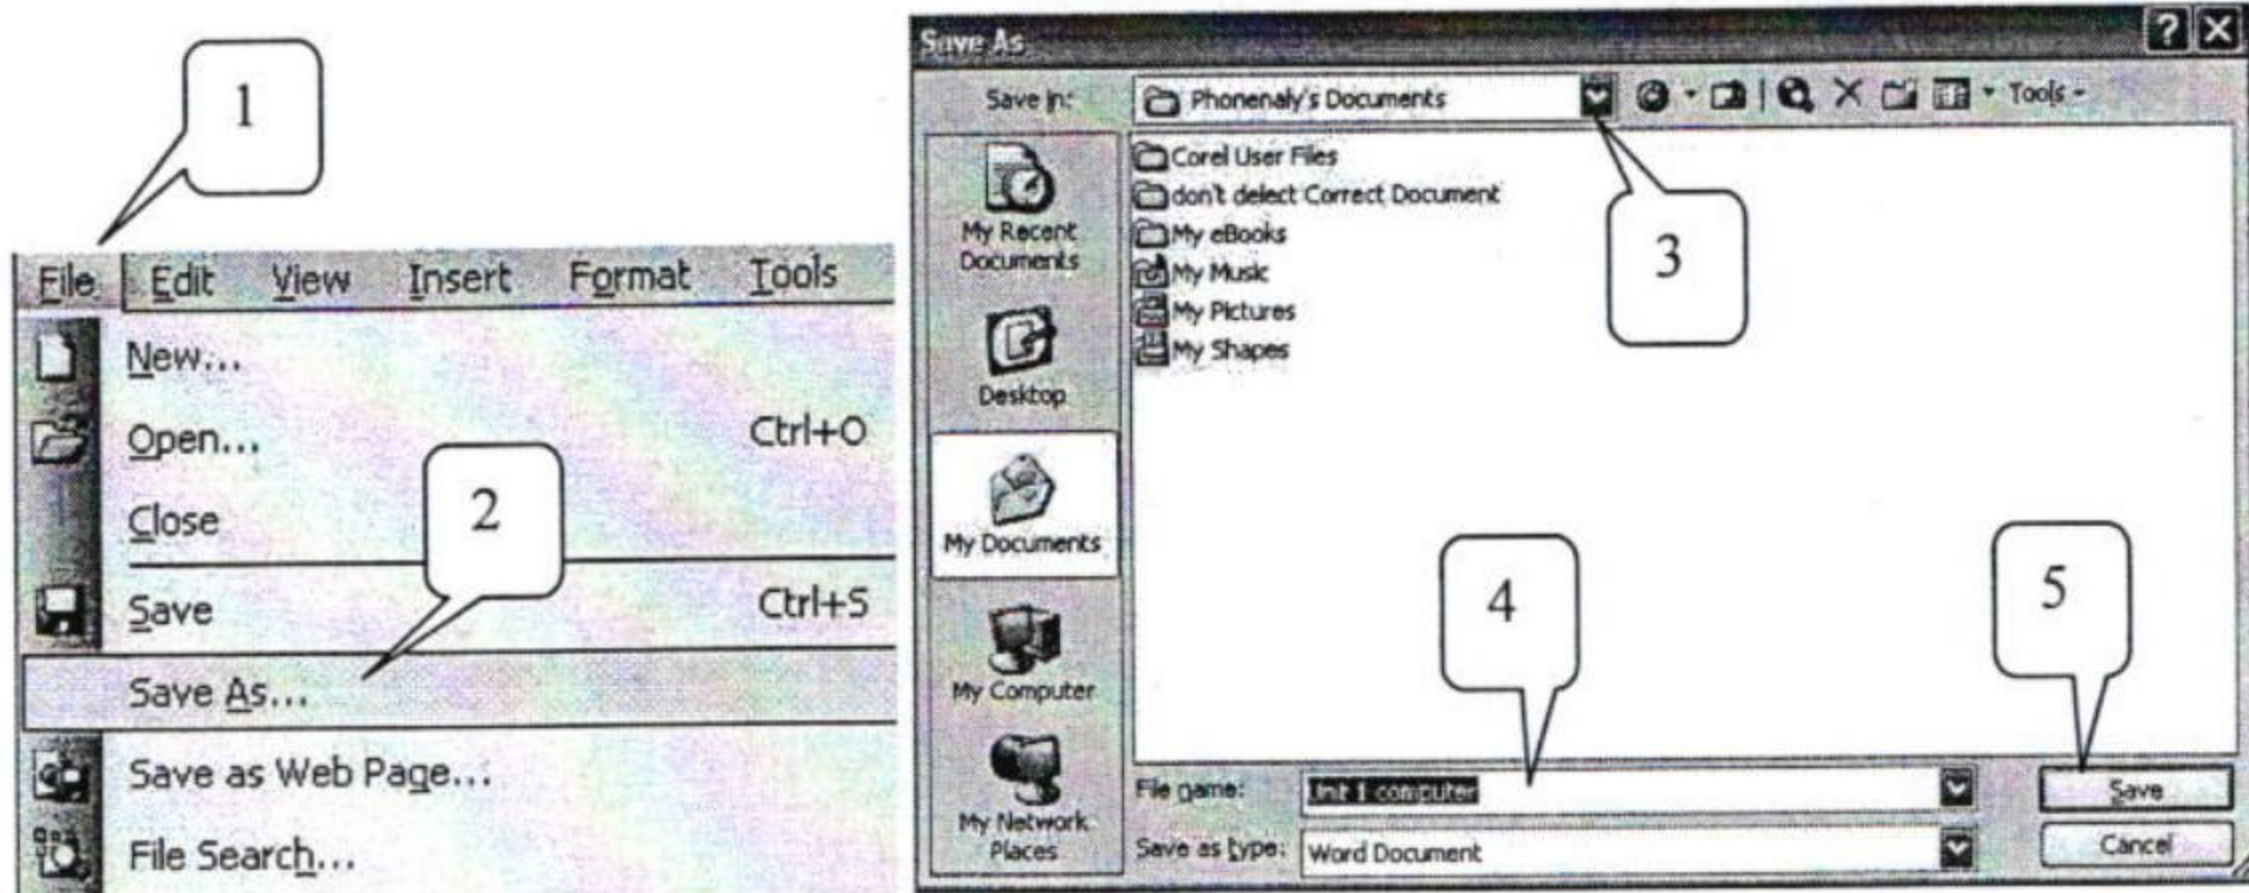 1
File Edit View Insert Format Tools
New...
Open... Ctrl+O
Close
2
Save Ctrl+S
Save As...
Save as Web Page...
File Search...
Save As
Save in: Phonenaly's Documents Tools
Corel User Files
don't delect Correct Document
My eBooks
My Music
My Pictures
My Shapes
3
My Recent
Documents
Desktop
My Documents
My Computer
My Network
Places
4
5
File name: Unit 1 computer Save
Save as type: Word Document Cancel